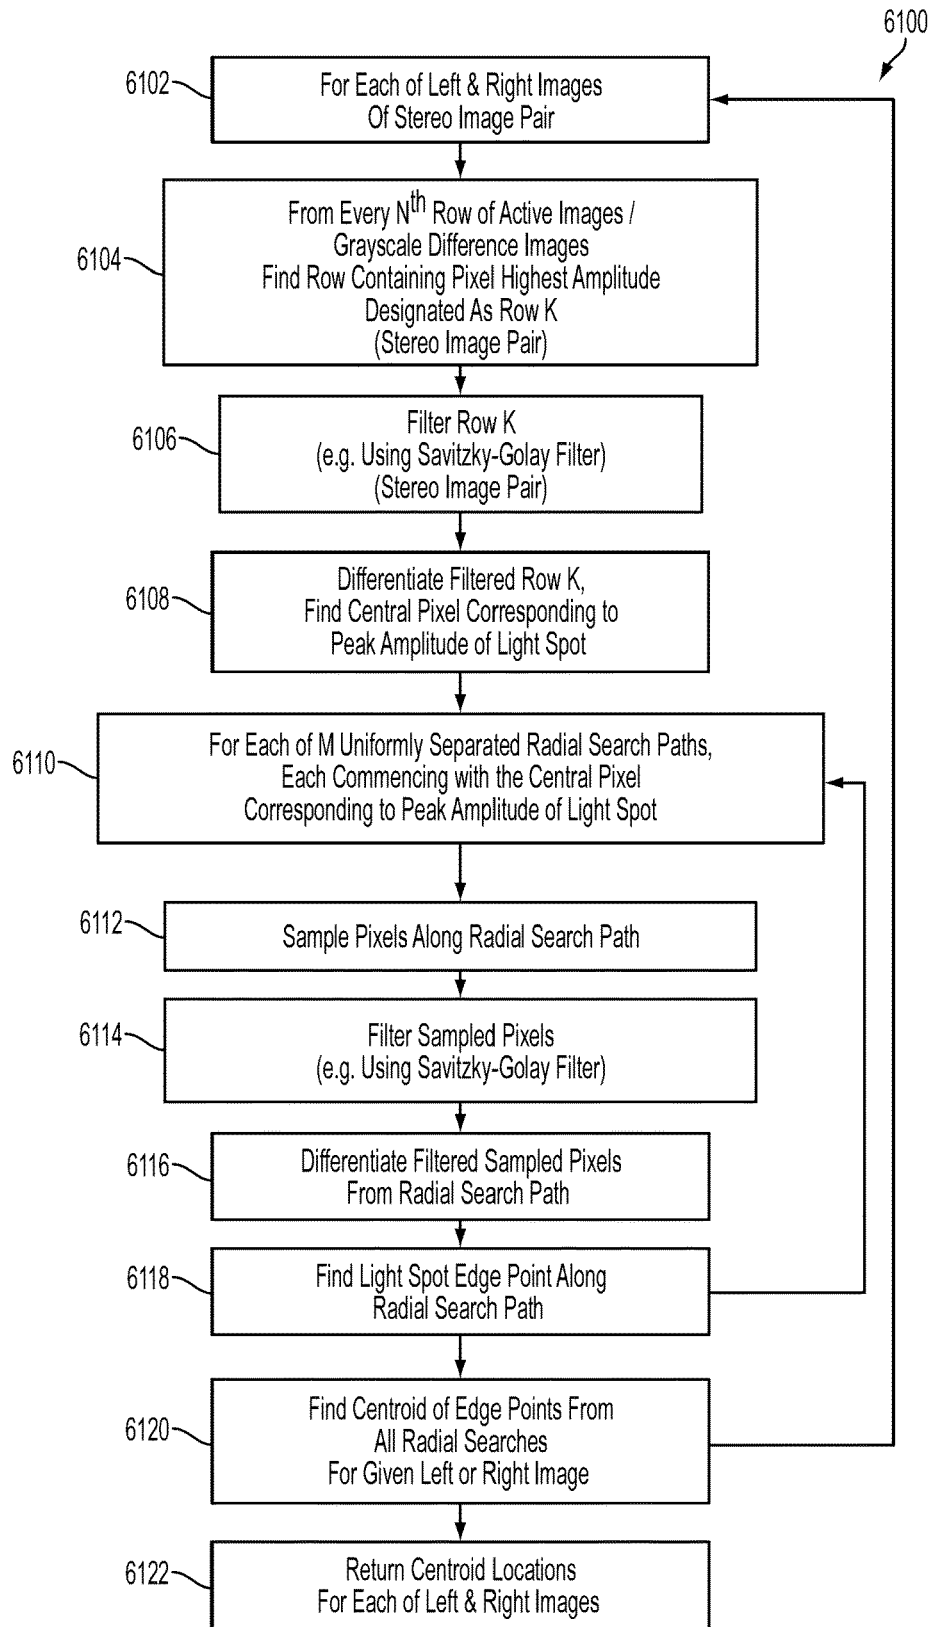 6100
6102
For Each of Left & Right Images
Of Stereo Image Pair
6104
From Every Nth Row of Active Images /
Grayscale Difference Images
Find Row Containing Pixel Highest Amplitude
Designated As Row K
(Stereo Image Pair)
6106
Filter Row K
(e.g. Using Savitzky-Golay Filter)
(Stereo Image Pair)
6108
Differentiate Filtered Row K,
Find Central Pixel Corresponding to
Peak Amplitude of Light Spot
6110
For Each of M Uniformly Separated Radial Search Paths,
Each Commencing with the Central Pixel
Corresponding to Peak Amplitude of Light Spot
6112
Sample Pixels Along Radial Search Path
6114
Filter Sampled Pixels
(e.g. Using Savitzky-Golay Filter)
6116
Differentiate Filtered Sampled Pixels
From Radial Search Path
6118
Find Light Spot Edge Point Along
Radial Search Path
6120
Find Centroid of Edge Points From
All Radial Searches
For Given Left or Right Image
6122
Return Centroid Locations
For Each of Left & Right Images